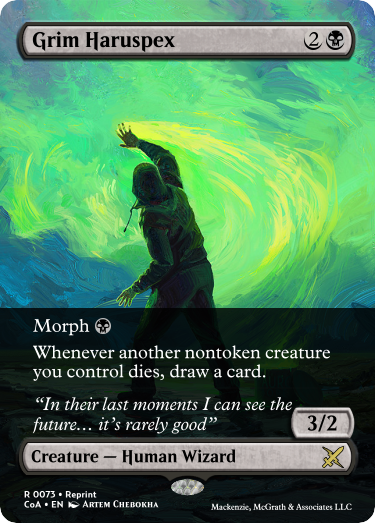 Grim Haruspex 2
Morph
Whenever another nontoken creature
you control dies, draw a card.
“In their last moments I can see the
future... it’s rarely good”
3/2
Creature — Human Wizard
R 0073 • Reprint
CoA • EN Artem Chebokha
Mackenzie, McGrath & Associates LLC